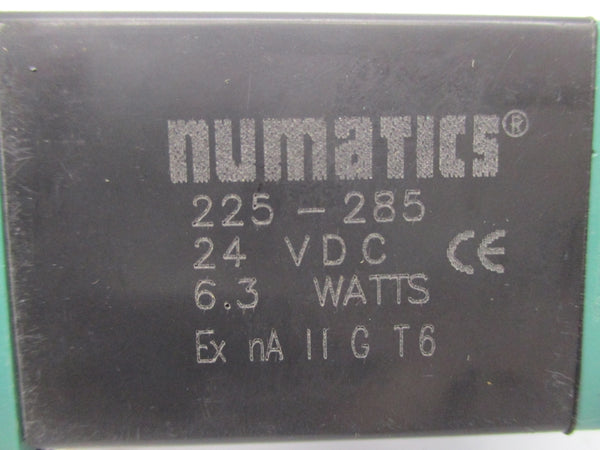 numatics®
225-285
24 VDC CE
6.3 WATTS
Ex nA II G T6